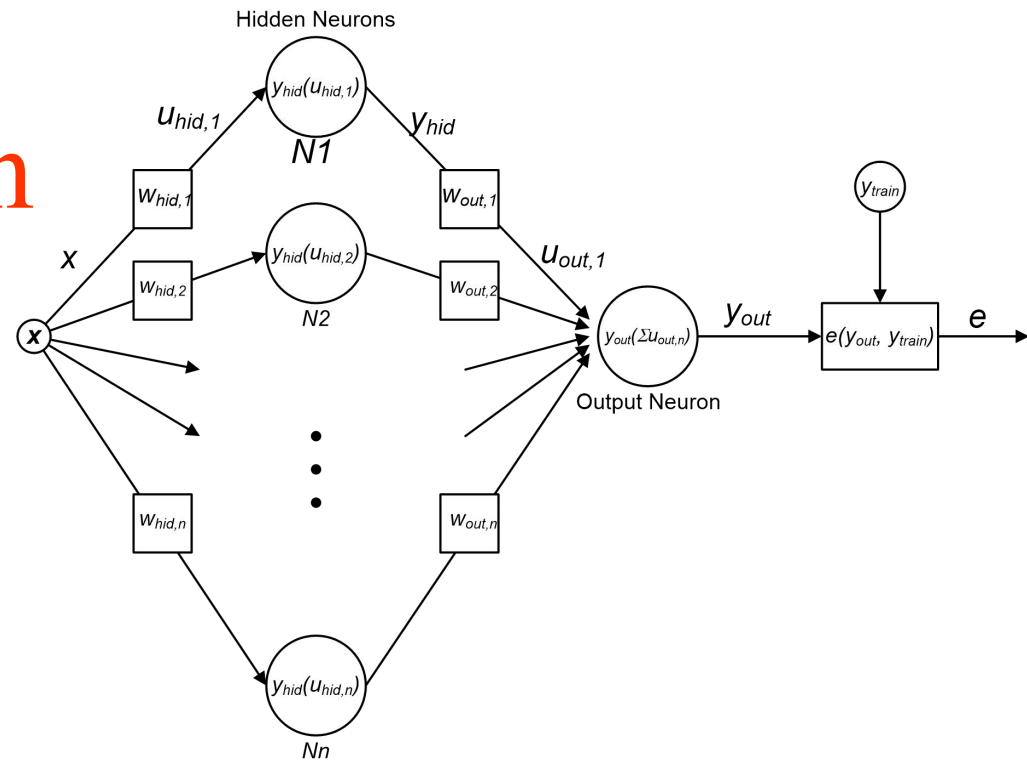 Hidden Neurons
y_hid(u_hid,1)
u_hid,1
y_hid
N1
n
w_hid,1
w_out,1
y_train
x
y_hid(u_hid,2)
u_out,1
w_hid,2
w_out,2
N2
x
y_out(Σu_out,n)
y_out
e(y_out, y_train)
e
Output Neuron
w_hid,n
w_out,n
y_hid(u_hid,n)
Nn